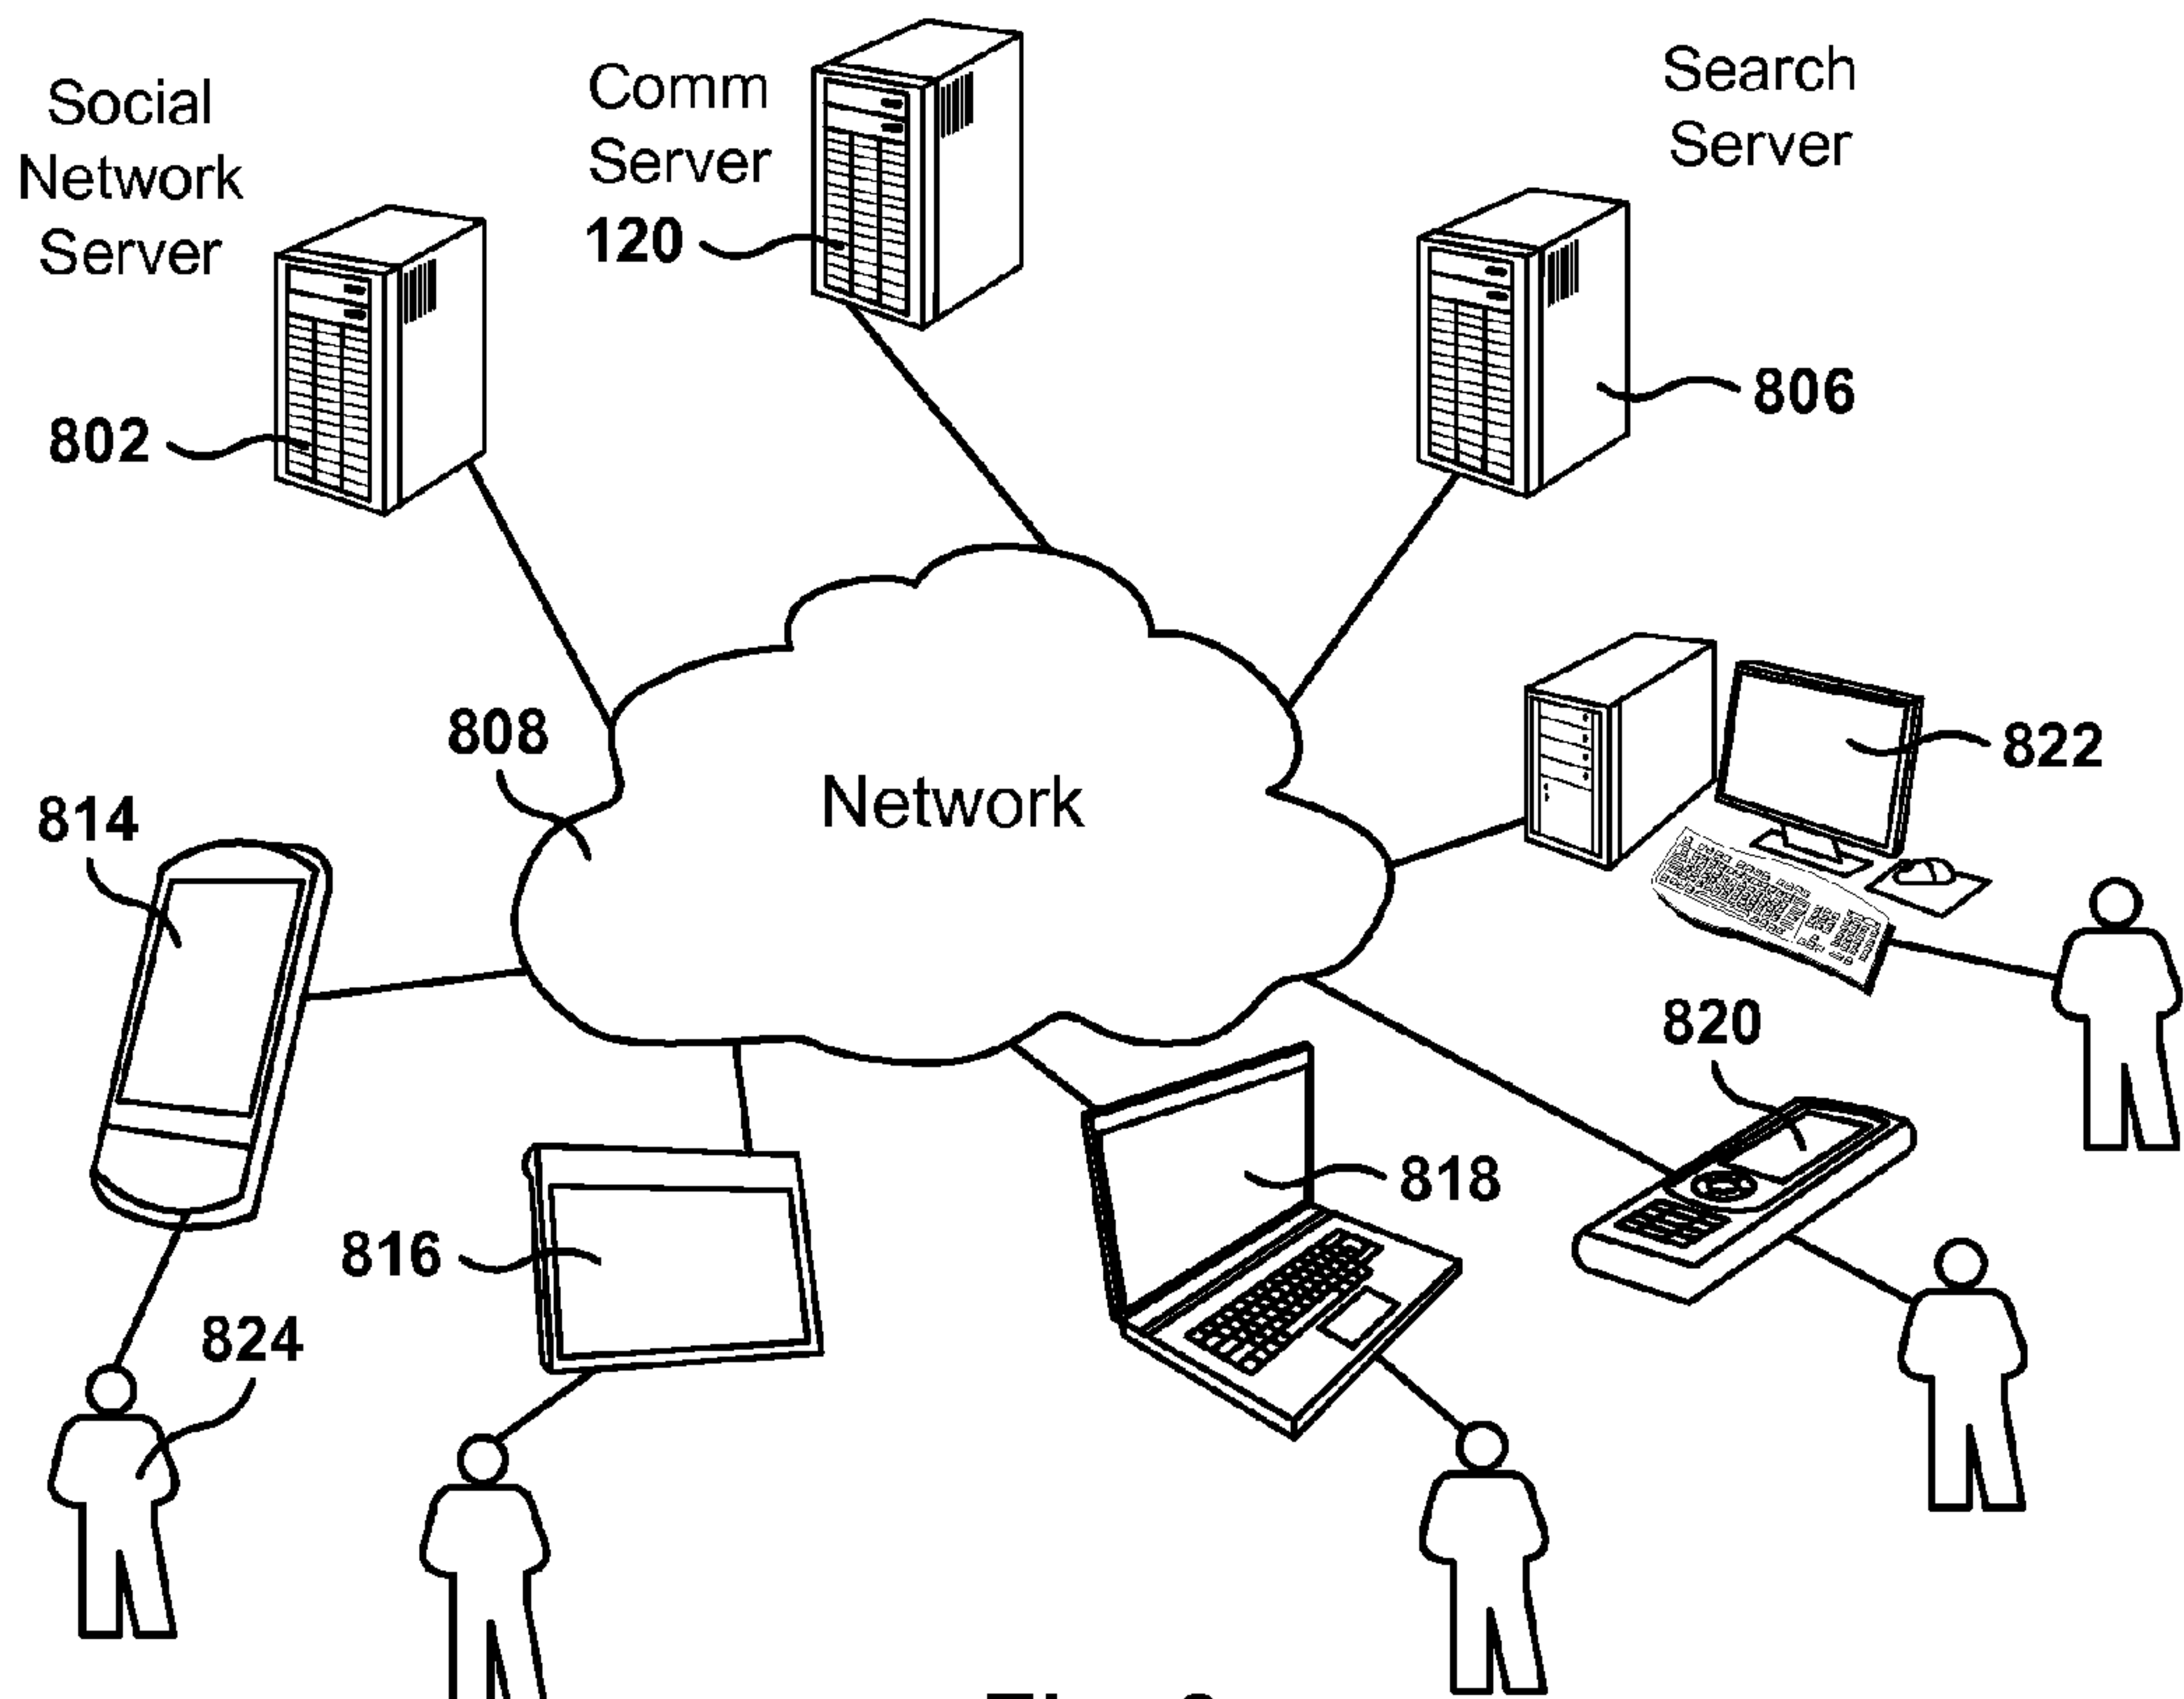 Social
Network
Server
802
Comm
Server
120
Search
Server
806
808
Network
822
814
820
818
816
824